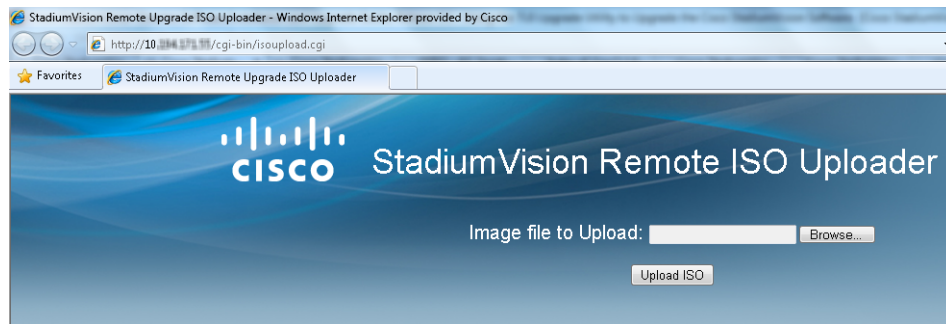 StadiumVision Remote Upgrade ISO Uploader - Windows Internet Explorer provided by Cisco
http://10. /cgi-bin/isoupload.cgi
Favorites
StadiumVision Remote Upgrade ISO Uploader
CISCO
StadiumVision Remote ISO Uploader
Image file to Upload:
Browse...
Upload ISO